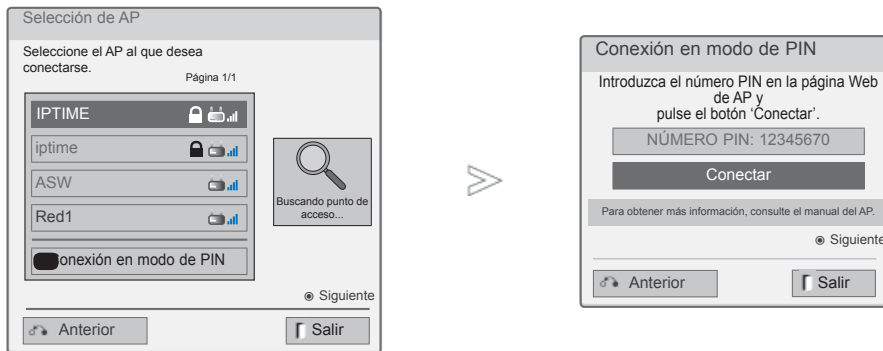 Selección de AP
Seleccione el AP al que desea
conectarse.
Página 1/1
IPTIME
iptime
ASW
Red1
onexión en modo de PIN
Buscando punto de
acceso...
Siguiente
Anterior
Salir
Conexión en modo de PIN
Introduzca el número PIN en la página Web
de AP y
pulse el botón ‘Conectar’.
NÚMERO PIN: 12345670
Conectar
Para obtener más información, consulte el manual del AP.
Siguiente
Anterior
Salir